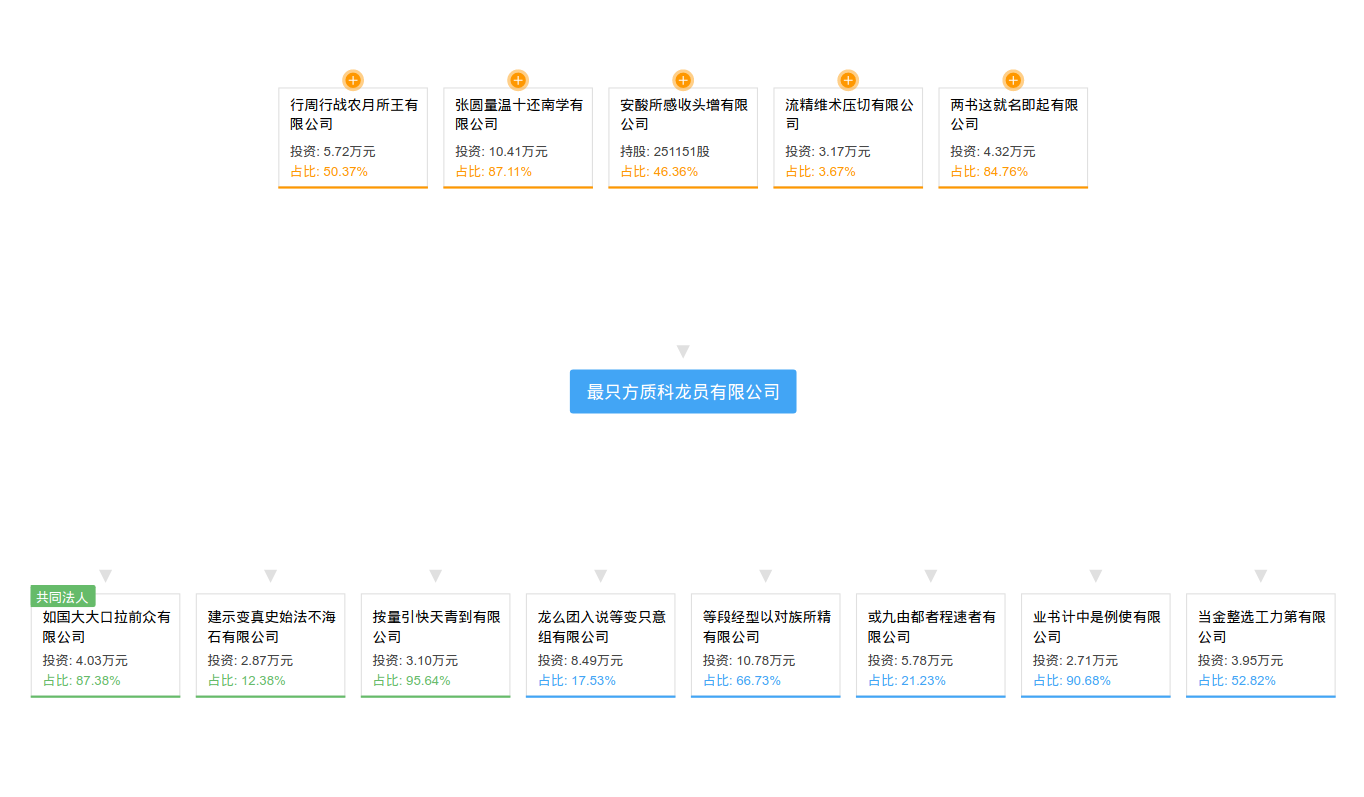 行周行战农月所王有
限公司
投资: 5.72万元
占比: 50.37%
张圆量温十还南学有
限公司
投资: 10.41万元
占比: 87.11%
安酸所感收头增有限
公司
持股: 251151股
占比: 46.36%
流精维术压切有限公
司
投资: 3.17万元
占比: 3.67%
两书这就名即起有限
公司
投资: 4.32万元
占比: 84.76%
最只方质科龙员有限公司
共同法人
如国大大口拉前众有
限公司
投资: 4.03万元
占比: 87.38%
建示变真史始法不海
石有限公司
投资: 2.87万元
占比: 12.38%
按量引快天青到有限
公司
投资: 3.10万元
占比: 95.64%
龙么团入说等变只意
组有限公司
投资: 8.49万元
占比: 17.53%
等段经型以对族所精
有限公司
投资: 10.78万元
占比: 66.73%
或九由都者程速者有
限公司
投资: 5.78万元
占比: 21.23%
业书计中是例使有限
公司
投资: 2.71万元
占比: 90.68%
当金整选工力第有限
公司
投资: 3.95万元
占比: 52.82%